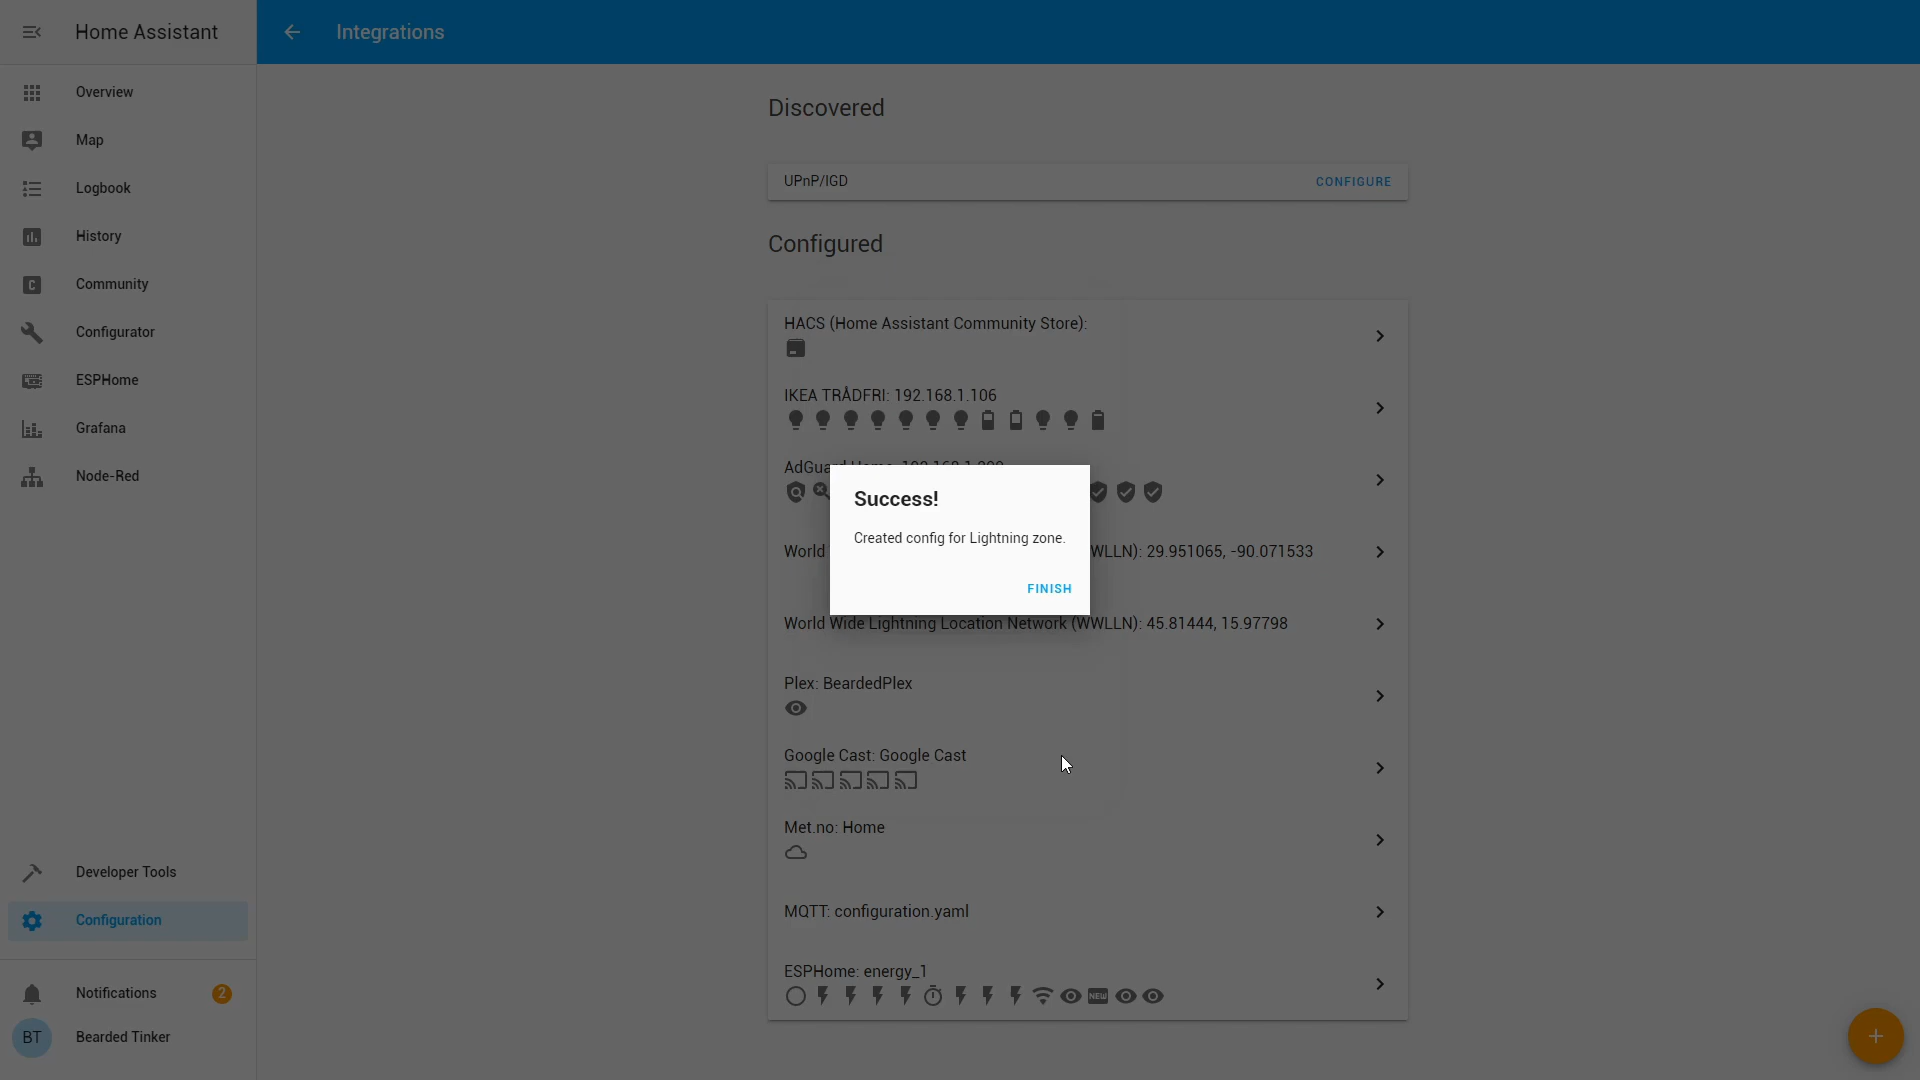 Home Assistant
Integrations
Overview
Map
Logbook
History
Community
Configurator
ESPHome
Grafana
Node-Red
Developer Tools
Configuration
Notifications
2
BT
Bearded Tinker
Discovered
UPnP/IGD
CONFIGURE
Configured
HACS (Home Assistant Community Store):
IKEA TRÅDFRI: 192.168.1.106
World WLLN): 29.951065, -90.071533
World Wide Lightning Location Network (WWLLN): 45.81444, 15.97798
Plex: BeardedPlex
Google Cast: Google Cast
Met.no: Home
MQTT: configuration.yaml
ESPHome: energy_1
NEW
Success!
Created config for Lightning zone.
FINISH